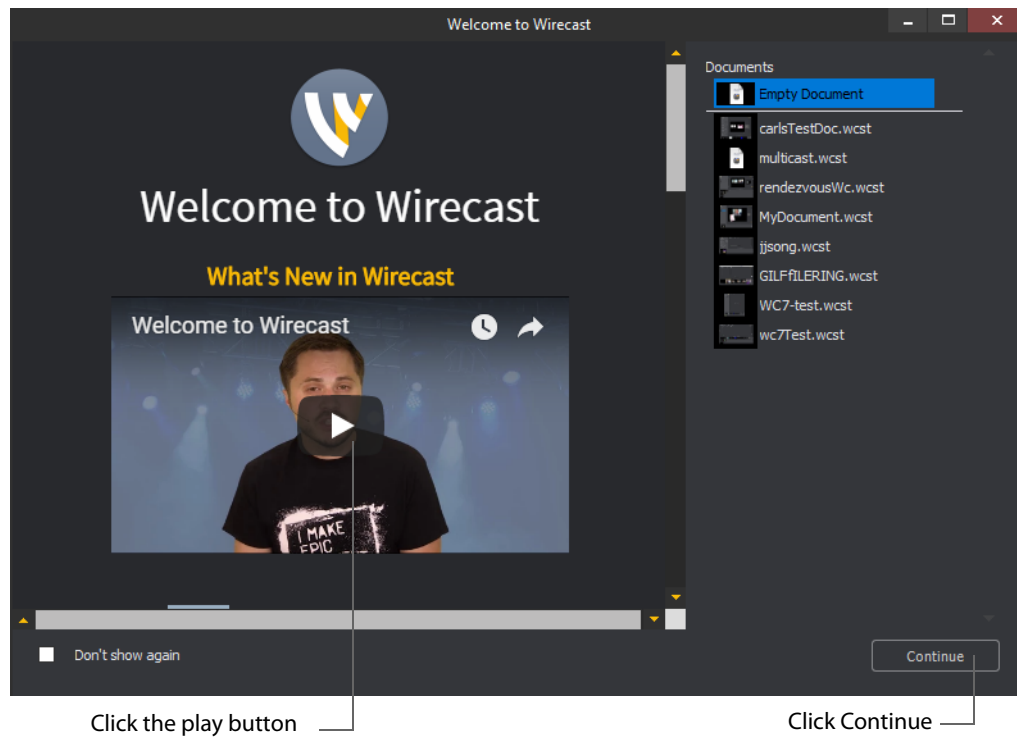 Welcome to Wirecast
Documents
Empty Document
carlsTestDoc.wcst
multicast.wcst
rendezvousWc.wcst
MyDocument.wcst
jjsong.wcst
GILFfILERING.wcst
WC7-test.wcst
wc7Test.wcst
Welcome to Wirecast
What's New in Wirecast
Welcome to Wirecast
I MAKE
EPIC
Don't show again
Continue
Click the play button
Click Continue